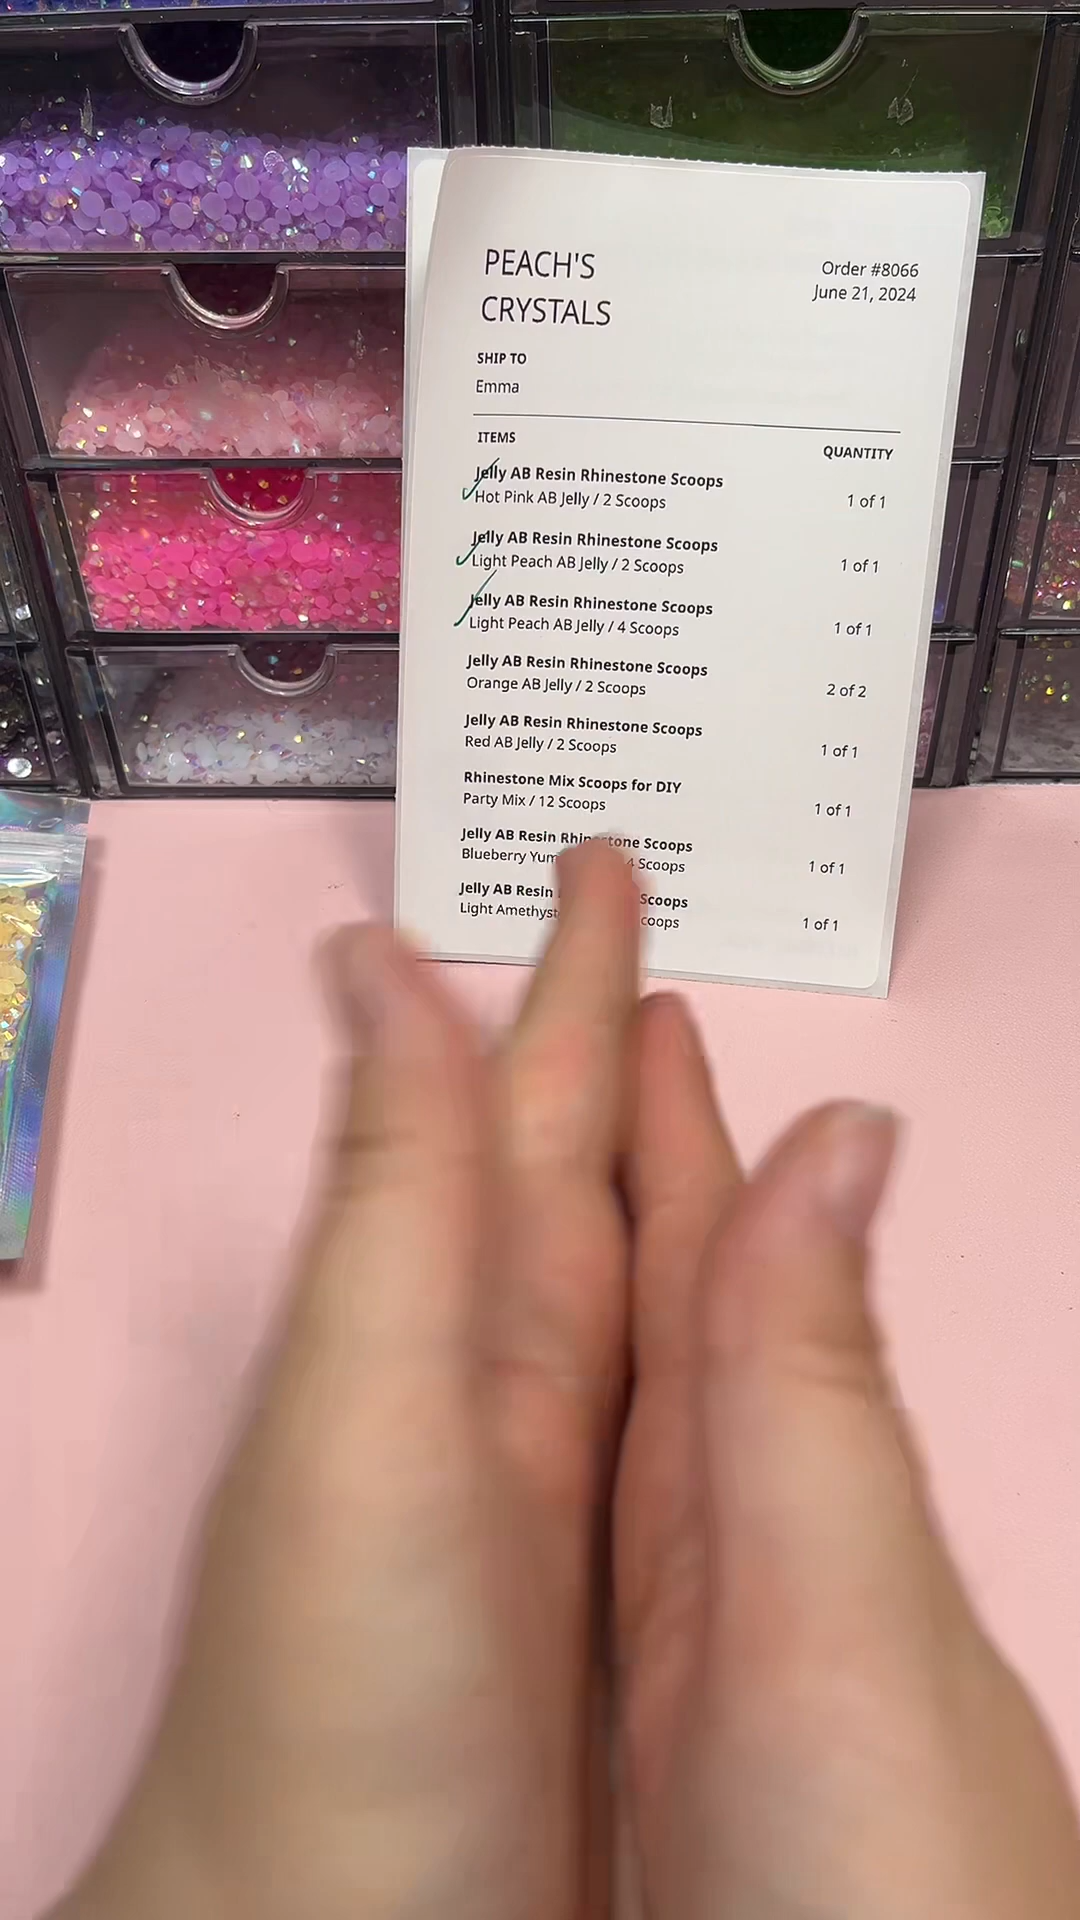 PEACH'S
CRYSTALS
Order #8066
June 21, 2024
SHIP TO
Emma
ITEMS
QUANTITY
Jelly AB Resin Rhinestone Scoops
Hot Pink AB Jelly / 2 Scoops
1 of 1
Jelly AB Resin Rhinestone Scoops
Light Peach AB Jelly / 2 Scoops
1 of 1
Jelly AB Resin Rhinestone Scoops
Light Peach AB Jelly / 4 Scoops
1 of 1
Jelly AB Resin Rhinestone Scoops
Orange AB Jelly / 2 Scoops
2 of 2
Jelly AB Resin Rhinestone Scoops
Red AB Jelly / 2 Scoops
1 of 1
Rhinestone Mix Scoops for DIY
Party Mix / 12 Scoops
1 of 1
Jelly AB Resin Rhinestone Scoops
Blueberry 4 Scoops
1 of 1
Jelly AB Resin Scoops
Light Amethyst
1 of 1